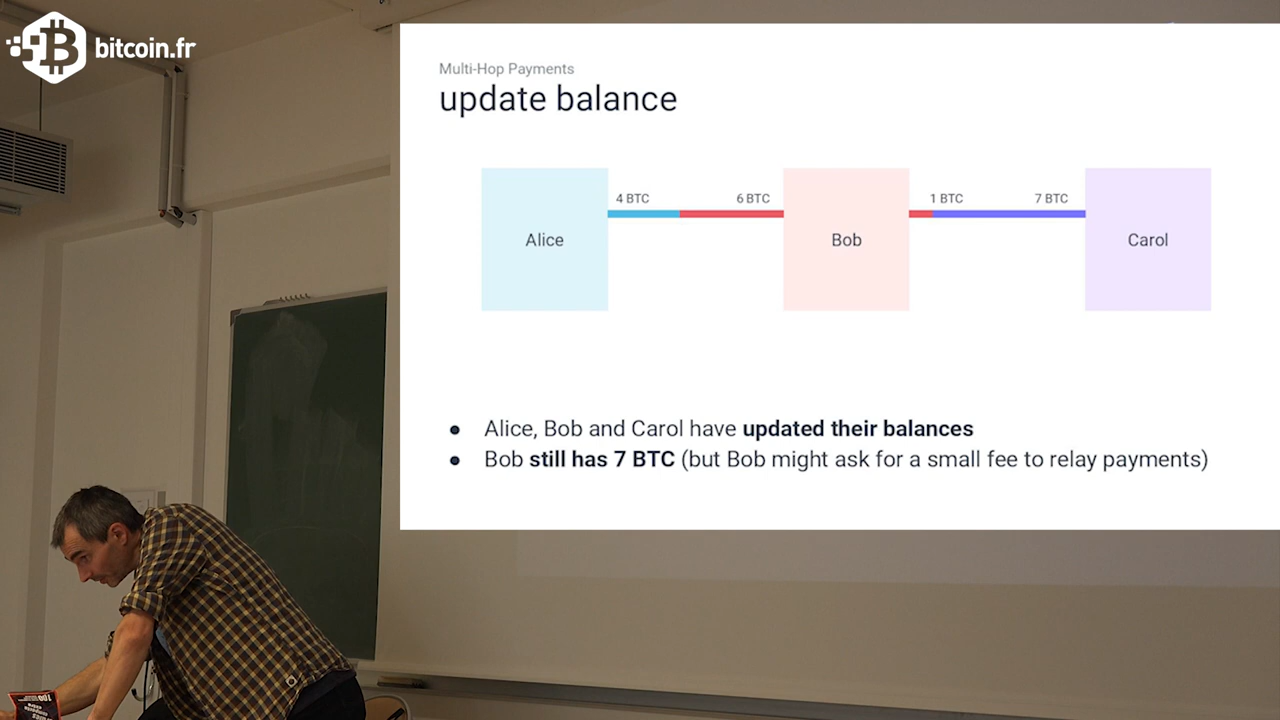 bitcoin.fr
Multi-Hop Payments
update balance
4 BTC 6 BTC 1 BTC 7 BTC
Alice Bob Carol
Alice, Bob and Carol have updated their balances
Bob still has 7 BTC (but Bob might ask for a small fee to relay payments)